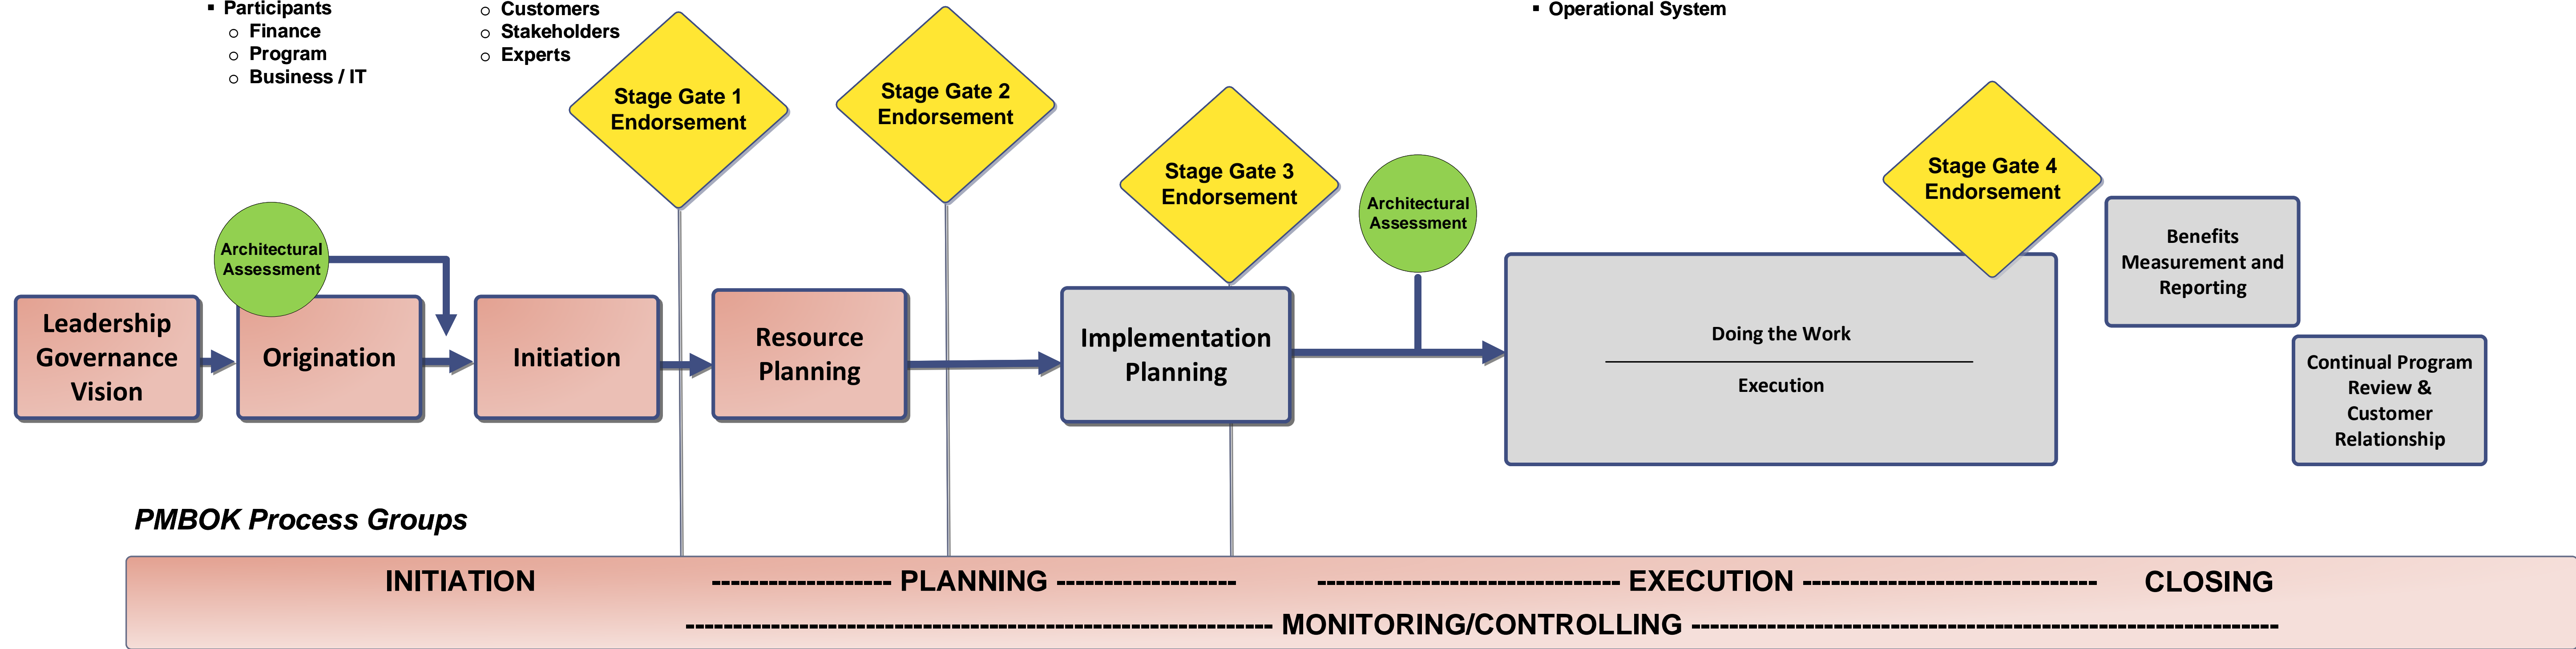 ▪ Participants
o Finance
o Program
o Business / IT
o Customers
o Stakeholders
o Experts
▪ Operational System
Stage Gate 1
Endorsement
Stage Gate 2
Endorsement
Stage Gate 3
Endorsement
Stage Gate 4
Endorsement
Architectural
Assessment
Architectural
Assessment
Leadership
Governance
Vision
Origination
Initiation
Resource
Planning
Implementation
Planning
Doing the Work
Execution
Benefits
Measurement and
Reporting
Continual Program
Review &
Customer
Relationship
PMBOK Process Groups
INITIATION ------------------- PLANNING ------------------- -------------------------------- EXECUTION ------------------------------- CLOSING
-------------------------------------------------------------- MONITORING/CONTROLLING --------------------------------------------------------------